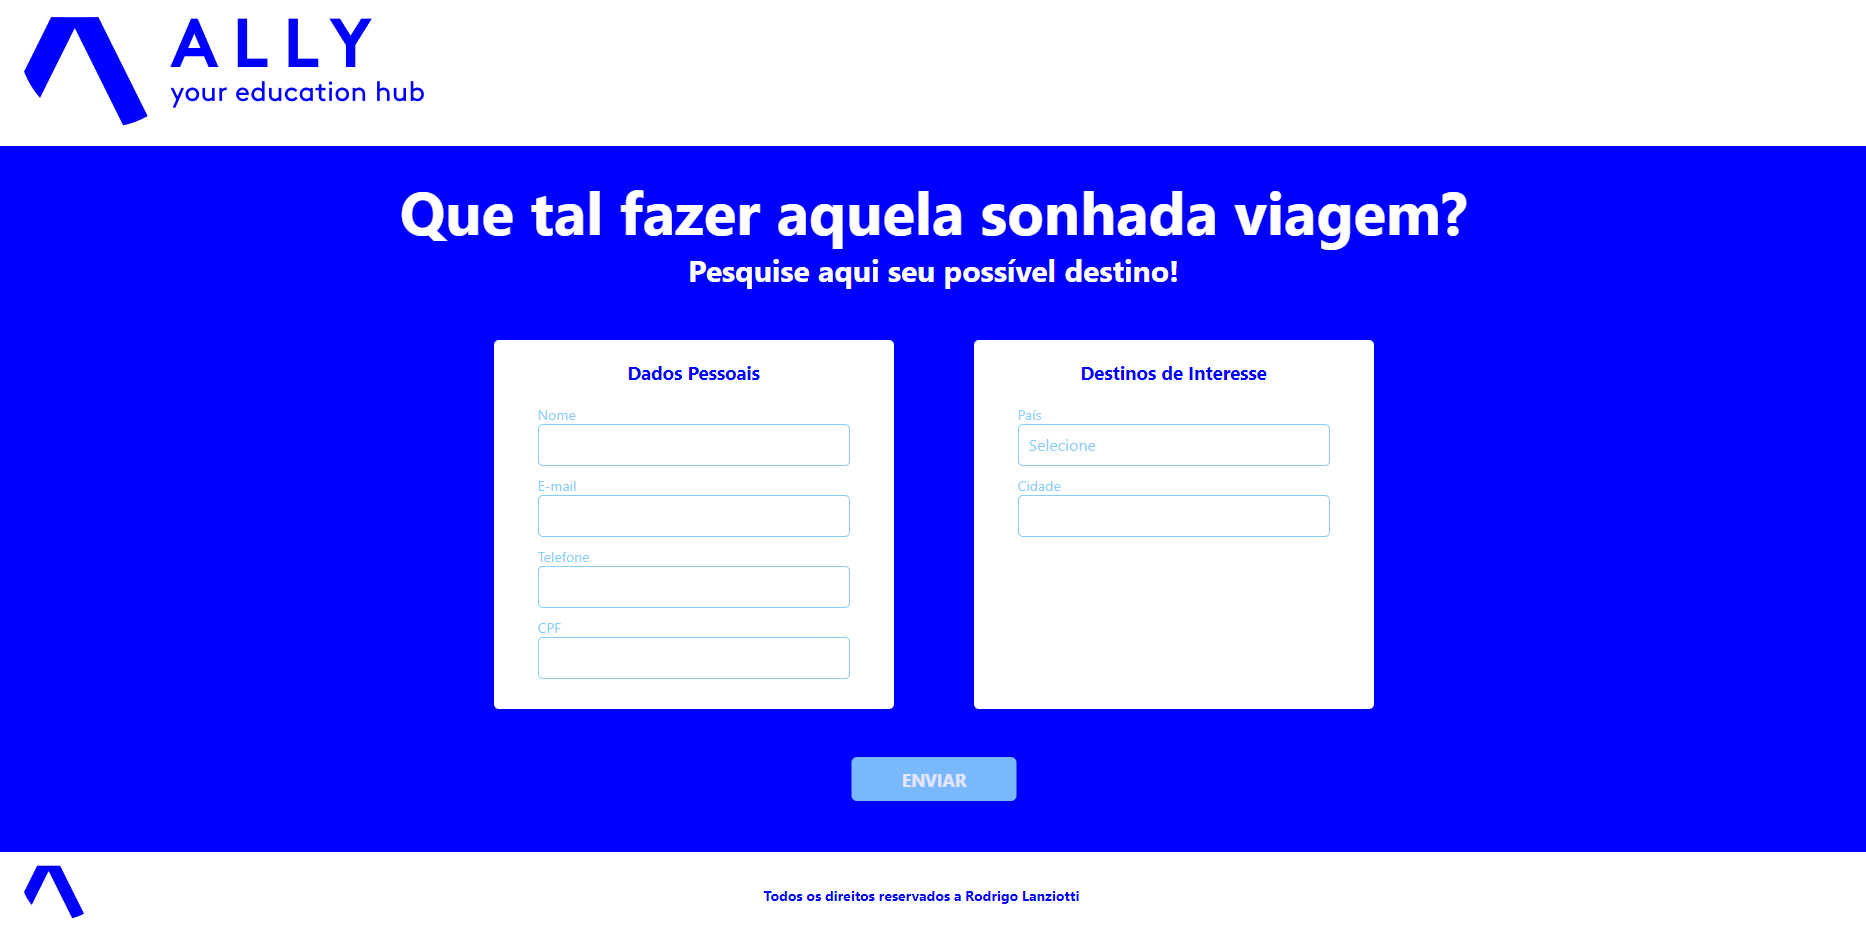 ALLY
your education hub
Que tal fazer aquela sonhada viagem?
Pesquise aqui seu possível destino!
Dados Pessoais
Nome
E-mail
Telefone
CPF
Destinos de Interesse
País
Selecione
Cidade
ENVIAR
Todos os direitos reservados a Rodrigo Lanziotti